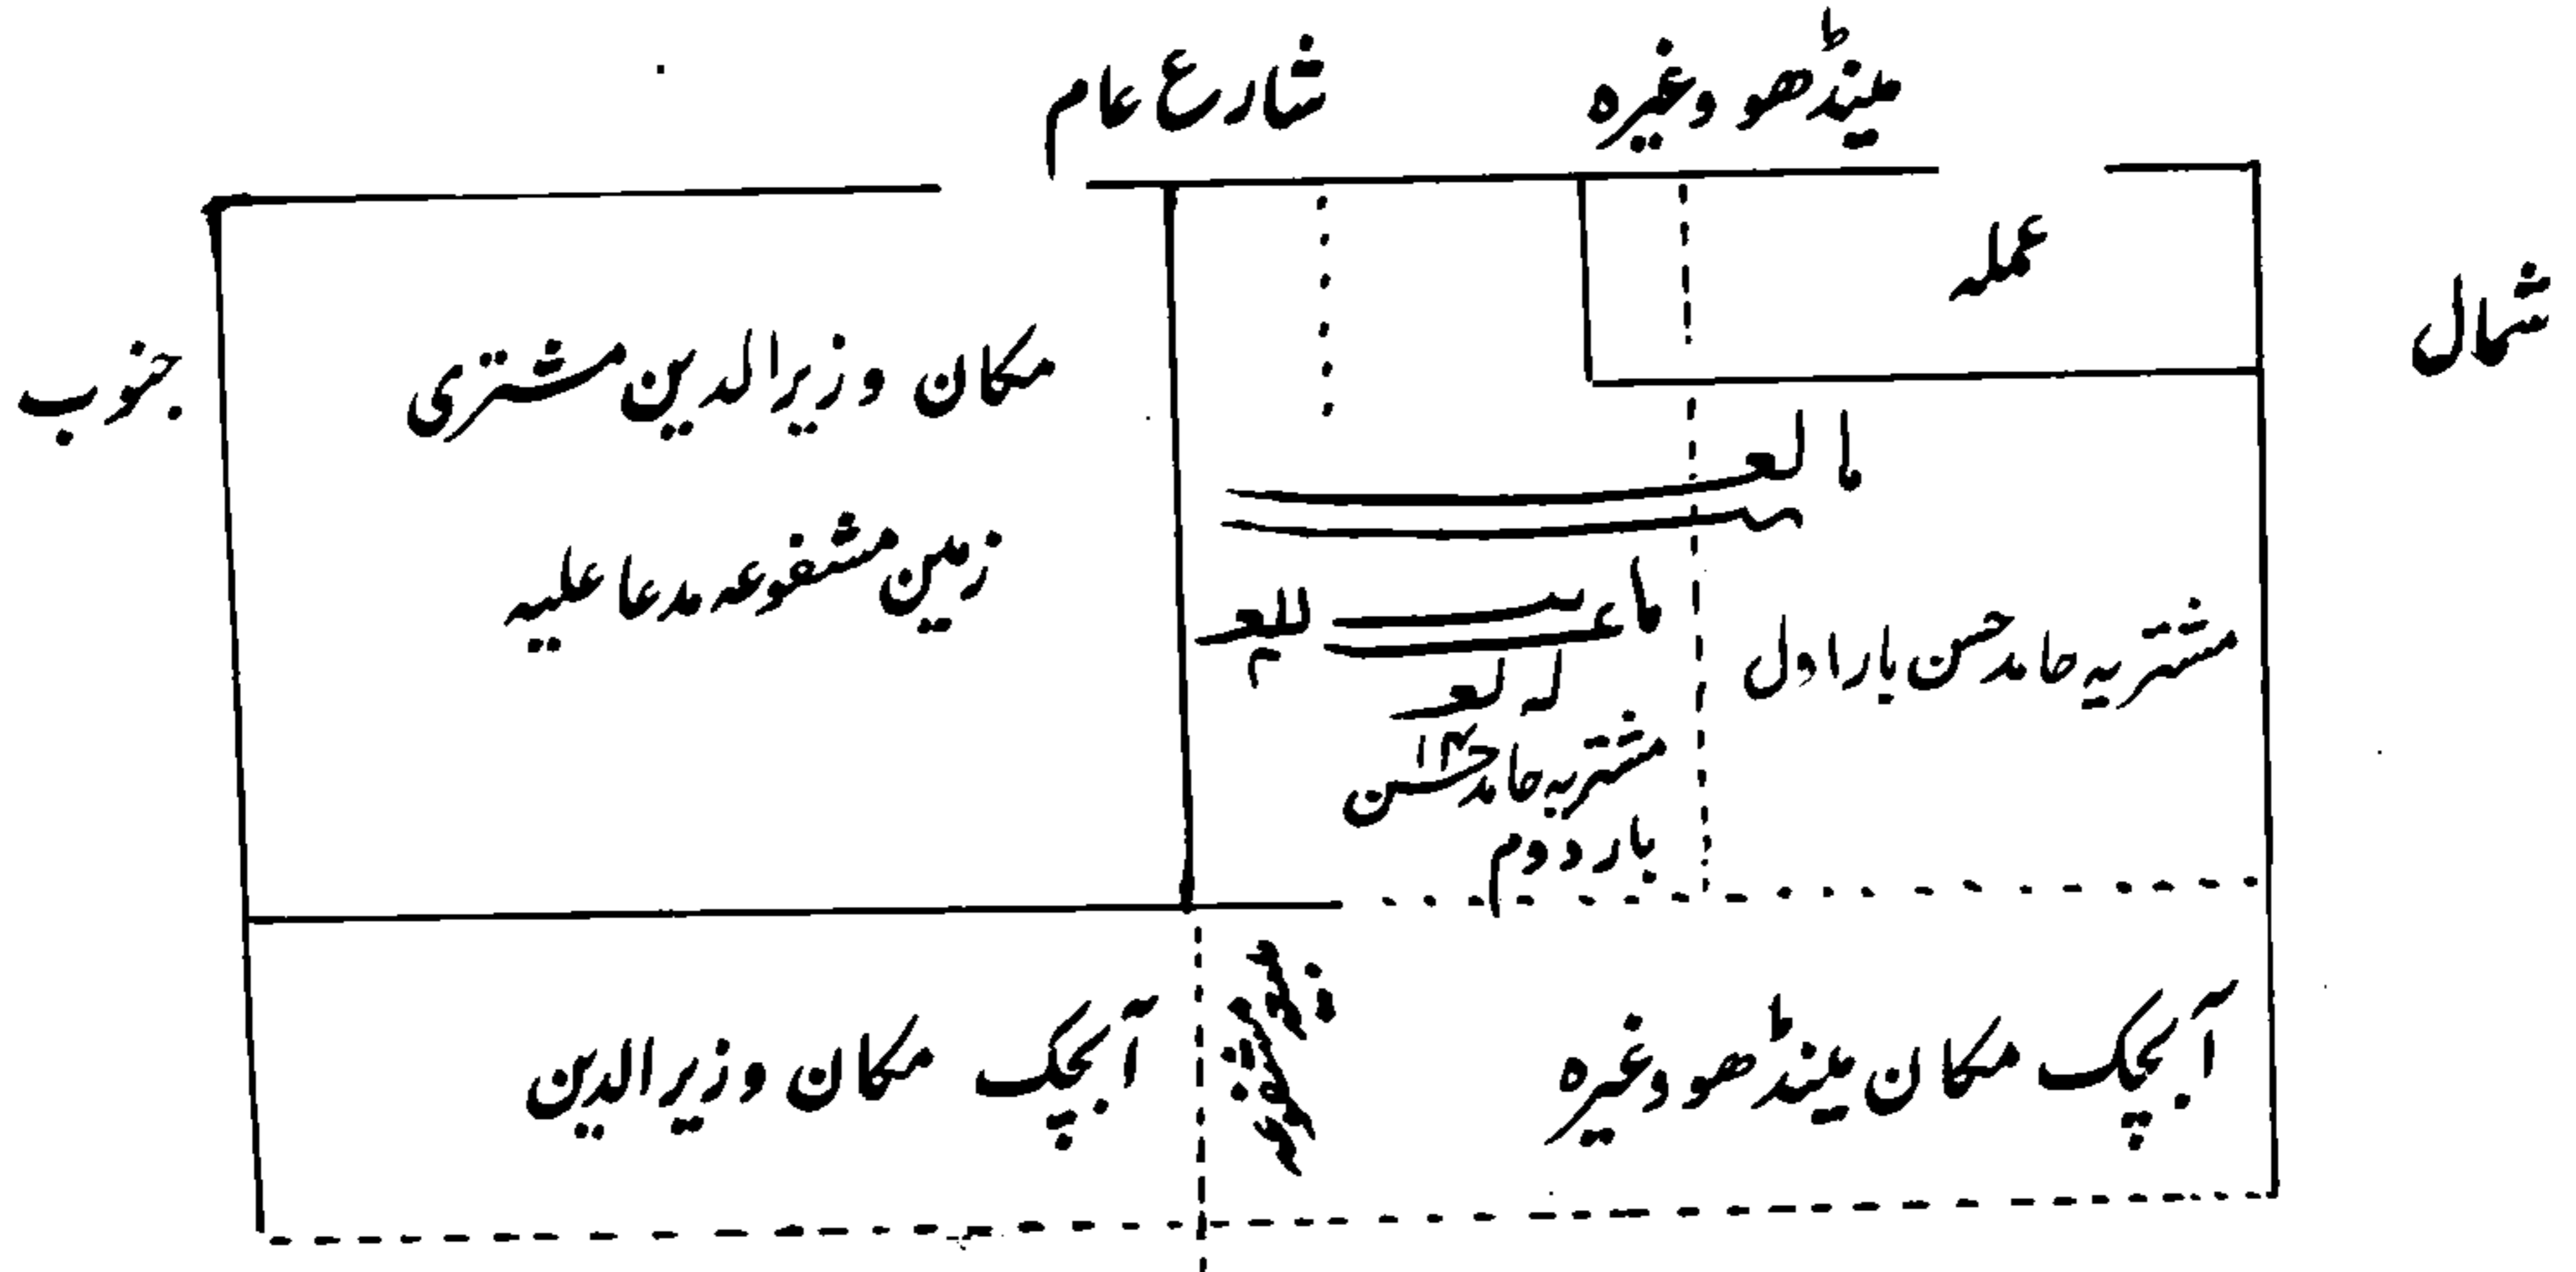 مینڈھو وغیرہ
شارع عام
عملہ
شمال
جنوب
مکان وزیرالدین مشتری
زمین مشفوعہ مدعا علیہ
مشتریہ حامد حسن بار اول
مشتریہ حامد حسن
بار دوم
آبچک مکان مینڈھو وغیرہ
آبچک مکان وزیرالدین